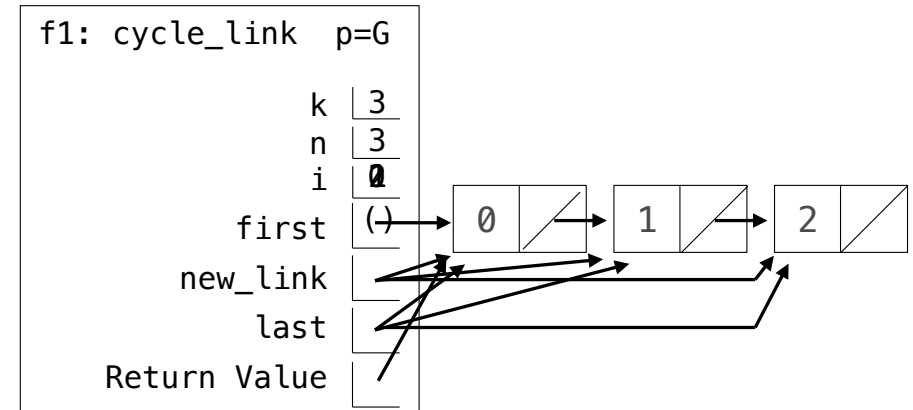 f1: cycle_link p=G
k 3
n 3
i
first () 0 1 2
new_link
last
Return Value